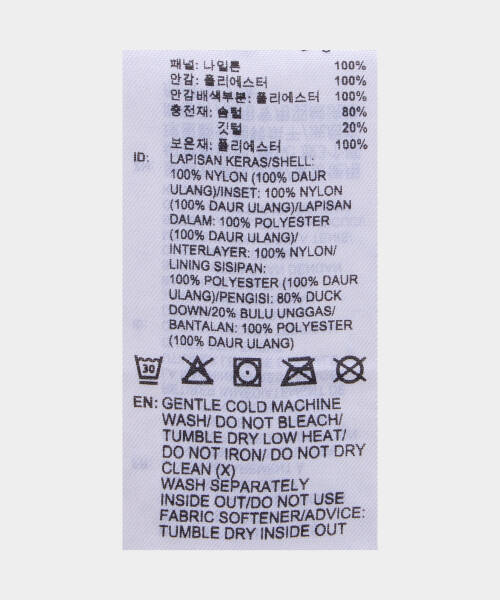 패널: 나일론 100%
안감: 폴리에스터 100%
안감배색부분: 폴리에스터 100%
충전재: 솜털 80%
깃털 20%
보온재: 폴리에스터 100%
ID: LAPISAN KERAS/SHELL:
100% NYLON (100% DAUR
ULANG)/INSET: 100% NYLON
(100% DAUR ULANG)/LAPISAN
DALAM: 100% POLYESTER
(100% DAUR ULANG)/
INTERLAYER: 100% NYLON/
LINING SISIPAN:
100% POLYESTER (100% DAUR
ULANG)/PENGISI: 80% DUCK
DOWN/20% BULU UNGGAS/
BANTALAN: 100% POLYESTER
(100% DAUR ULANG)
30
EN: GENTLE COLD MACHINE
WASH/ DO NOT BLEACH/
TUMBLE DRY LOW HEAT/
DO NOT IRON/ DO NOT DRY
CLEAN (X)
WASH SEPARATELY
INSIDE OUT/DO NOT USE
FABRIC SOFTENER/ADVICE:
TUMBLE DRY INSIDE OUT